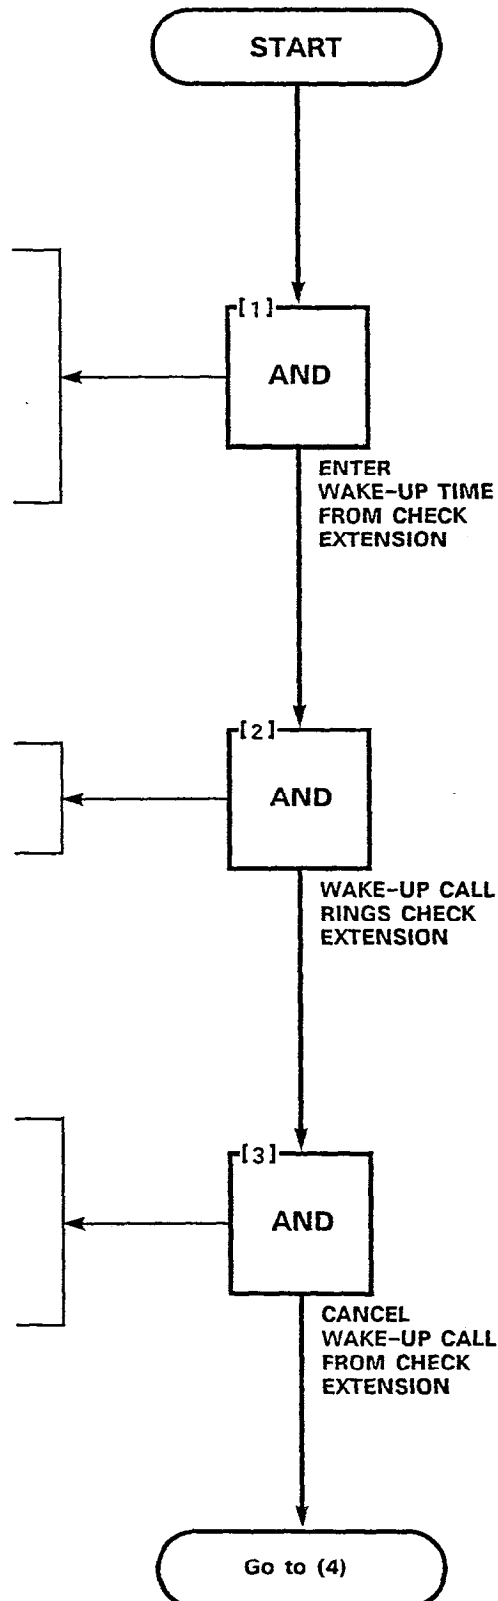 START
[1]
AND
ENTER
WAKE-UP TIME
FROM CHECK
EXTENSION
[2]
AND
WAKE-UP CALL
RINGS CHECK
EXTENSION
[3]
AND
CANCEL
WAKE-UP CALL
FROM CHECK
EXTENSION
Go to (4)